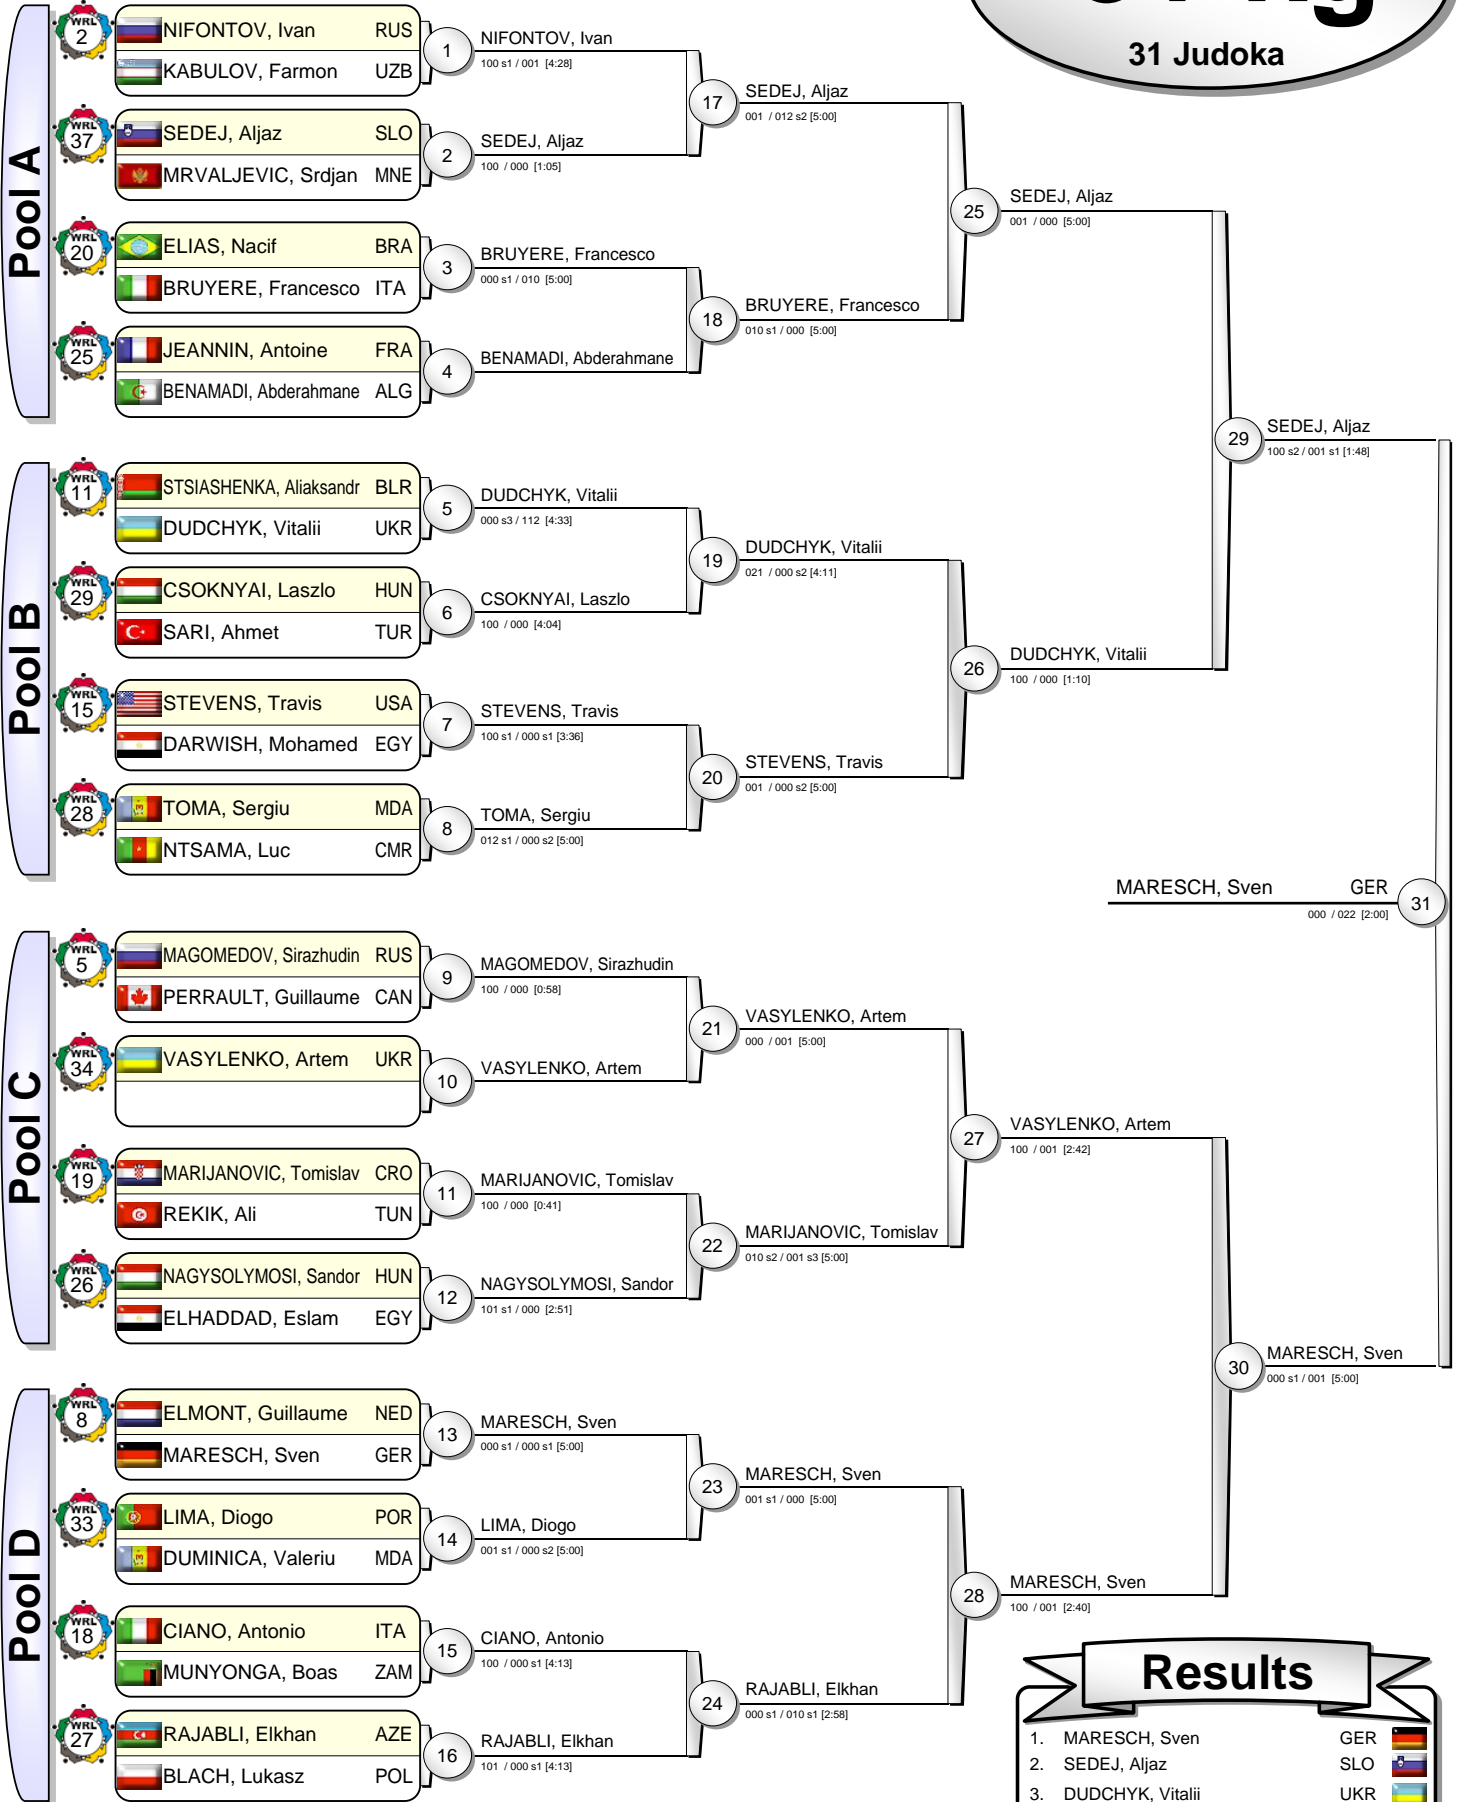 31 Judoka
Pool A
WRL 2
NIFONTOV, Ivan RUS
KABULOV, Farmon UZB
WRL 37
SEDEJ, Aljaz SLO
MRVALJEVIC, Srdjan MNE
WRL 20
ELIAS, Nacif BRA
BRUYERE, Francesco ITA
WRL 25
JEANNIN, Antoine FRA
BENAMADI, Abderahmane ALG
1
NIFONTOV, Ivan
100 s1 / 001 [4:28]
2
SEDEJ, Aljaz
100 / 000 [1:05]
3
BRUYERE, Francesco
000 s1 / 010 [5:00]
4
BENAMADI, Abderahmane
17
SEDEJ, Aljaz
001 / 012 s2 [5:00]
18
BRUYERE, Francesco
010 s1 / 000 [5:00]
25
SEDEJ, Aljaz
001 / 000 [5:00]
Pool B
WRL 11
STSIASHENKA, Aliaksandr BLR
DUDCHYK, Vitalii UKR
WRL 29
CSOKNYAI, Laszlo HUN
SARI, Ahmet TUR
WRL 15
STEVENS, Travis USA
DARWISH, Mohamed EGY
WRL 28
TOMA, Sergiu MDA
NTSAMA, Luc CMR
5
DUDCHYK, Vitalii
000 s3 / 112 [4:33]
6
CSOKNYAI, Laszlo
100 / 000 [4:04]
7
STEVENS, Travis
100 s1 / 000 s1 [3:36]
8
TOMA, Sergiu
012 s1 / 000 s2 [5:00]
19
DUDCHYK, Vitalii
021 / 000 s2 [4:11]
20
STEVENS, Travis
001 / 000 s2 [5:00]
26
DUDCHYK, Vitalii
100 / 000 [1:10]
29
SEDEJ, Aljaz
100 s2 / 001 s1 [1:48]
MARESCH, Sven GER
000 / 022 [2:00]
31
Pool C
WRL 5
MAGOMEDOV, Sirazhudin RUS
PERRAULT, Guillaume CAN
WRL 34
VASYLENKO, Artem UKR
WRL 19
MARIJANOVIC, Tomislav CRO
REKIK, Ali TUN
WRL 26
NAGYSOLYMOSI, Sandor HUN
ELHADDAD, Eslam EGY
9
MAGOMEDOV, Sirazhudin
100 / 000 [0:58]
10
VASYLENKO, Artem
11
MARIJANOVIC, Tomislav
100 / 000 [0:41]
12
NAGYSOLYMOSI, Sandor
101 s1 / 000 [2:51]
21
VASYLENKO, Artem
000 / 001 [5:00]
22
MARIJANOVIC, Tomislav
010 s2 / 001 s3 [5:00]
27
VASYLENKO, Artem
100 / 001 [2:42]
Pool D
WRL 8
ELMONT, Guillaume NED
MARESCH, Sven GER
WRL 33
LIMA, Diogo POR
DUMINICA, Valeriu MDA
WRL 18
CIANO, Antonio ITA
MUNYONGA, Boas ZAM
WRL 27
RAJABLI, Elkhan AZE
BLACH, Lukasz POL
13
MARESCH, Sven
000 s1 / 000 s1 [5:00]
14
LIMA, Diogo
001 s1 / 000 s2 [5:00]
15
CIANO, Antonio
100 / 000 s1 [4:13]
16
RAJABLI, Elkhan
101 / 000 s1 [4:13]
23
MARESCH, Sven
001 s1 / 000 [5:00]
24
RAJABLI, Elkhan
000 s1 / 010 s1 [2:58]
28
MARESCH, Sven
100 / 001 [2:40]
30
MARESCH, Sven
000 s1 / 001 [5:00]
Results
1. MARESCH, Sven GER
2. SEDEJ, Aljaz SLO
3. DUDCHYK, Vitalii UKR